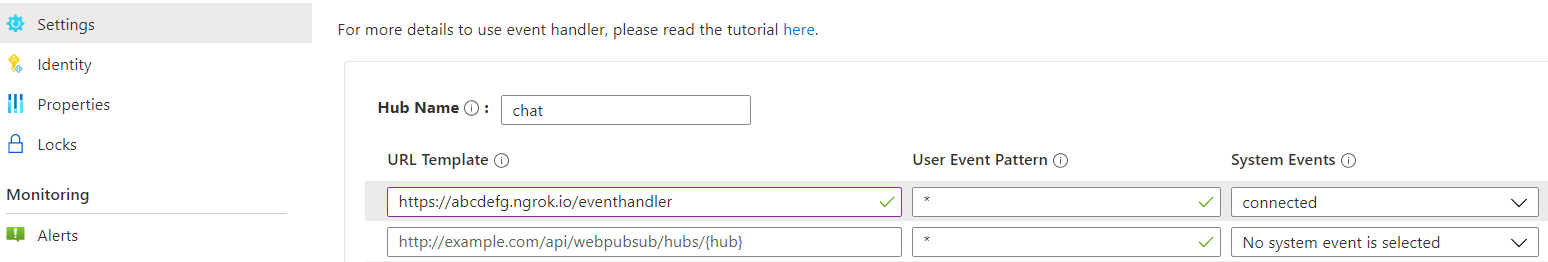 Settings
Identity
Properties
Locks
Monitoring
Alerts
For more details to use event handler, please read the tutorial here.
Hub Name : chat
URL Template User Event Pattern System Events
https://abcdefg.ngrok.io/eventhandler * connected
http://example.com/api/webpubsub/hubs/{hub} * No system event is selected